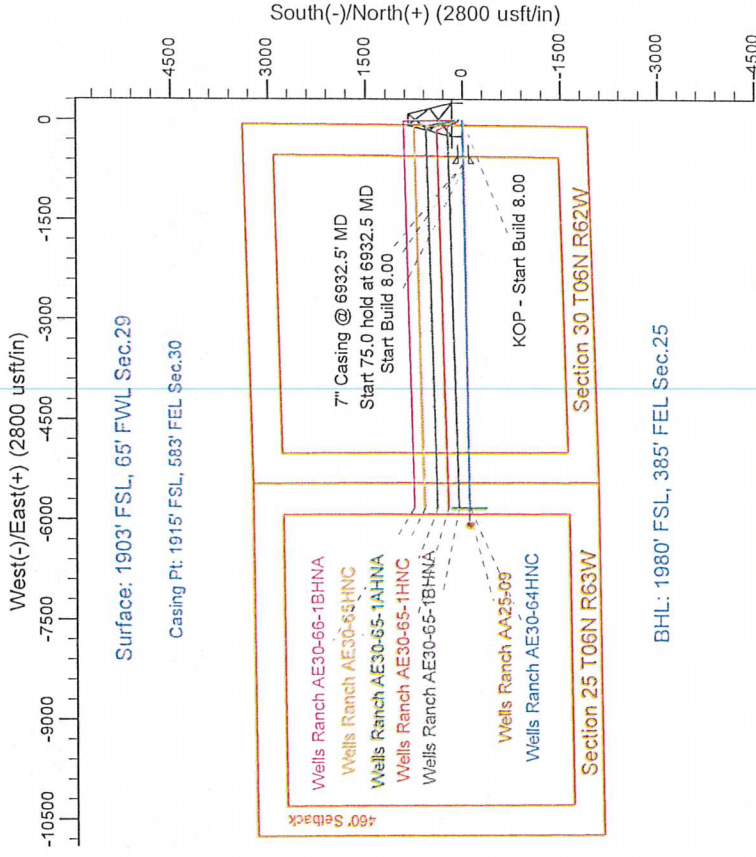 South(-)/North(+) (2800 usft/in)
-4500
-3000
-1500
0
-1500
-3000
-4500
West(-)/East(+) (2800 usft/in)
0
-1500
-3000
-4500
-6000
-7500
-9000
-10500
Surface: 1903' FSL, 65' FWL Sec.29
Casing Pt: 1915' FSL, 583' FEL Sec.30
7" Casing @ 6932.5' MD
Start 75.0 hold at 6932.5 MD
Start Build 8.00
KOP - Start Build 8.00
Section 30 T06N R62W
Wells Ranch AE30-66-1BHNA
Wells Ranch AE30-65HNC
Wells Ranch AE30-65-1AHNA
Wells Ranch AE30-65-1HNC
Wells Ranch AE30-65-1BHNA
Wells Ranch AA25-09
Wells Ranch AE30-64HNC
Section 25 T06N R63W
460' Setback
BHL: 1980' FSL, 385' FEL Sec.25